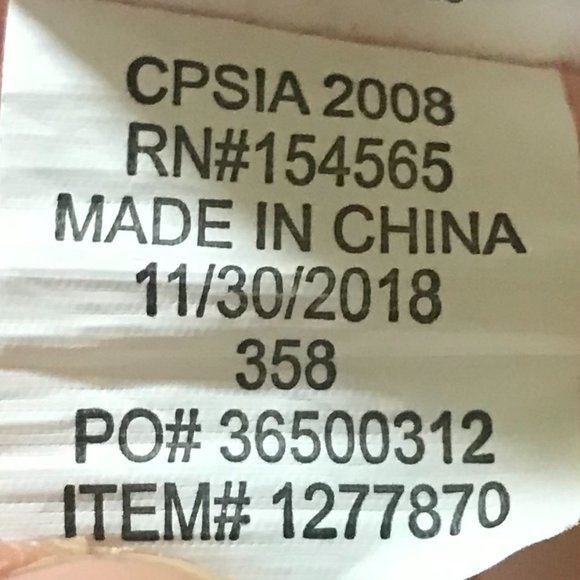 CPSIA 2008
RN#154565
MADE IN CHINA
11/30/2018
358
PO# 36500312
ITEM# 1277870